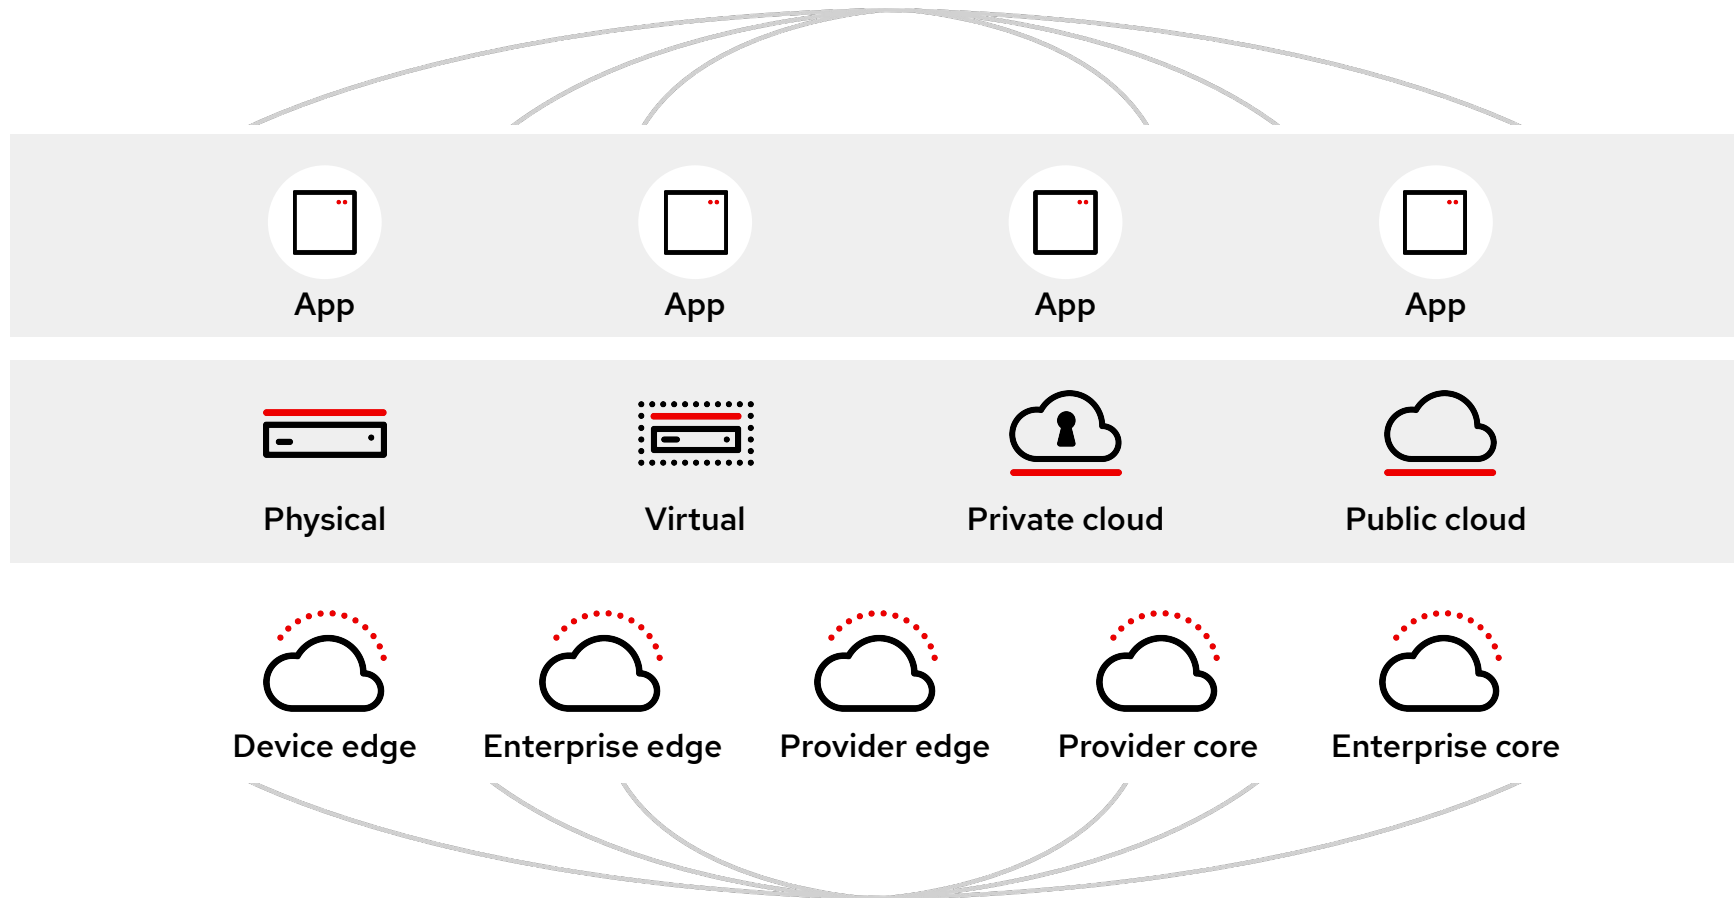 App
App
App
App
Physical
Virtual
Private cloud
Public cloud
Device edge
Enterprise edge
Provider edge
Provider core
Enterprise core